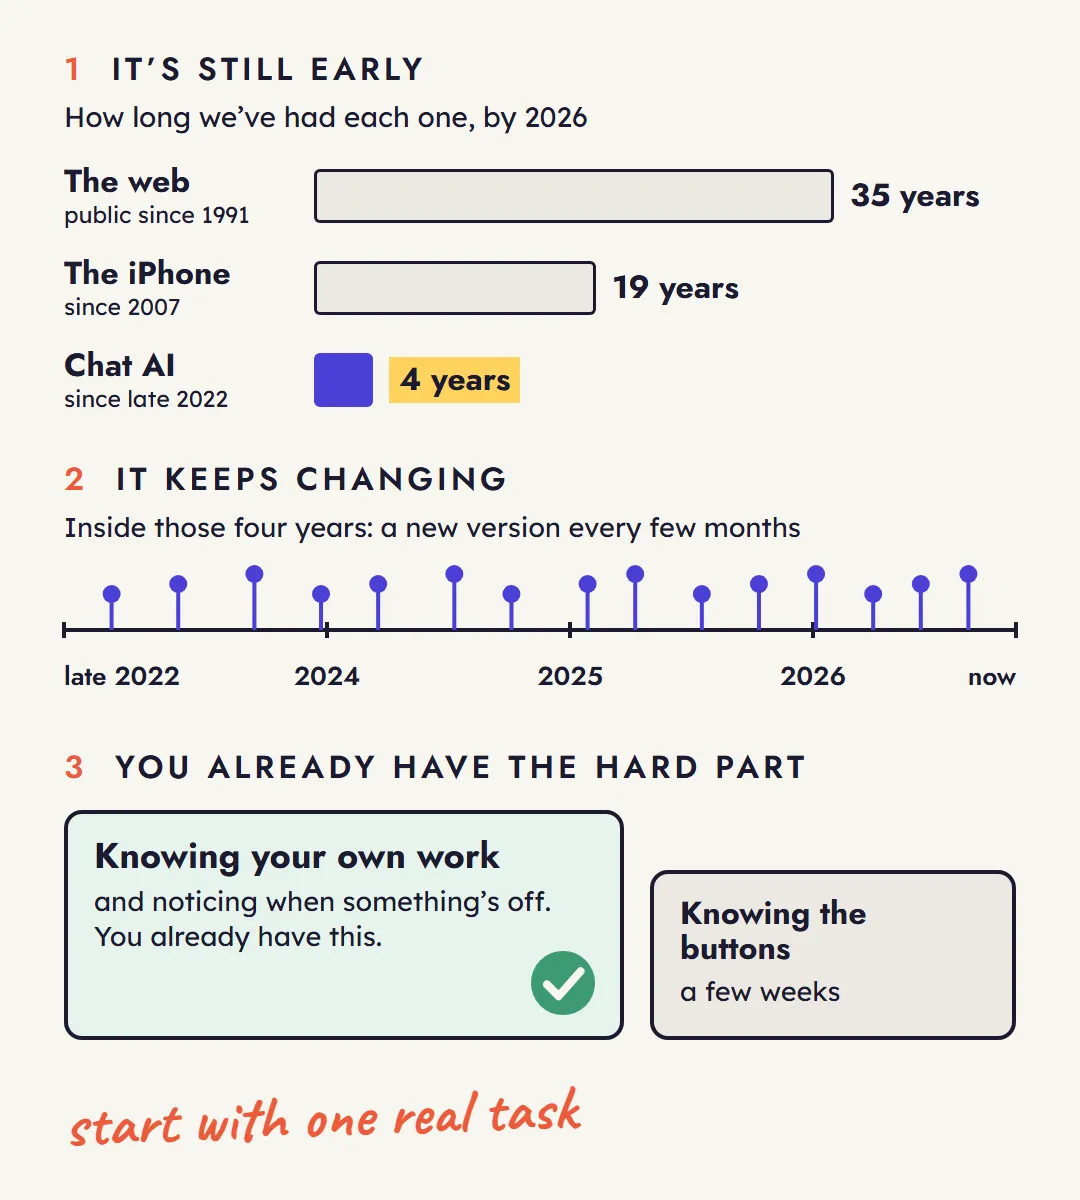 1 IT’S STILL EARLY
How long we’ve had each one, by 2026
The web
public since 1991
35 years
The iPhone
since 2007
19 years
Chat AI
since late 2022
4 years
2 IT KEEPS CHANGING
Inside those four years: a new version every few months
late 2022 2024 2025 2026 now
3 YOU ALREADY HAVE THE HARD PART
Knowing your own work
and noticing when something’s off.
You already have this.
Knowing the
buttons
a few weeks
start with one real task